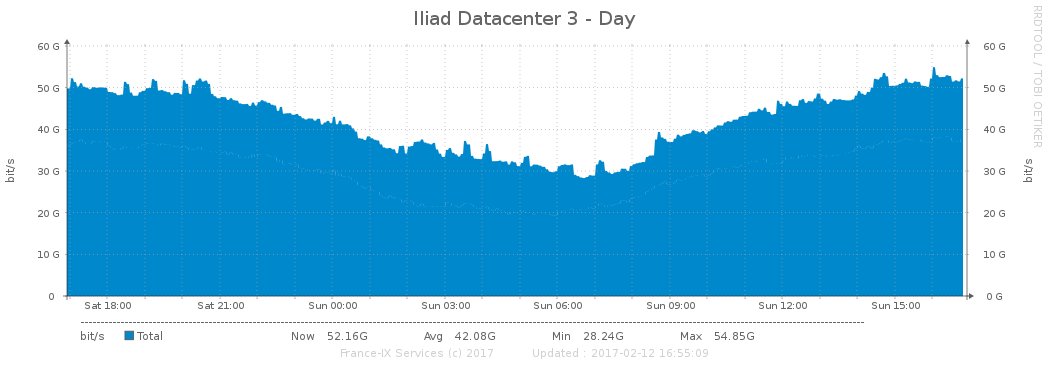 Iliad Datacenter 3 - Day
RRDTOOL / TOBI OETIKER
60 G 60 G
50 G 50 G
40 G 40 G
30 G 30 G
20 G 20 G
10 G 10 G
0 0 G
bit/s bit/s
Sat 18:00 Sat 21:00 Sun 00:00 Sun 03:00 Sun 06:00 Sun 09:00 Sun 12:00 Sun 15:00
bit/s Total Now 52.16G Avg 42.08G Min 28.24G Max 54.85G
France-IX Services (c) 2017 Updated : 2017-02-12 16:55:09